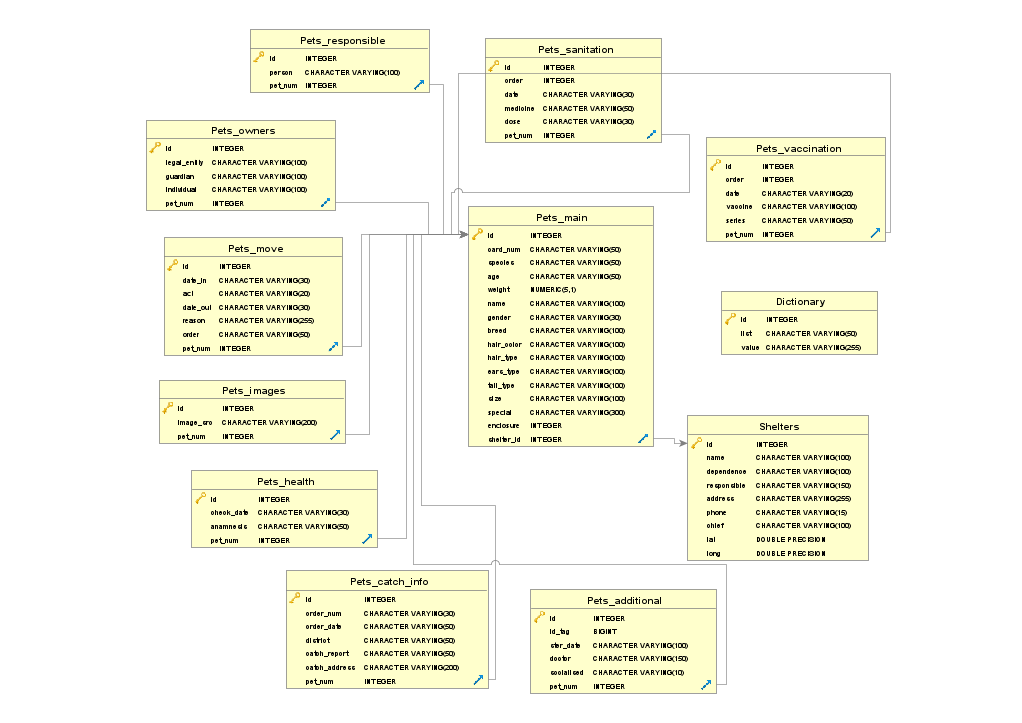 Pets_responsible
id INTEGER
person CHARACTER VARYING(100)
pet_num INTEGER
Pets_sanitation
id INTEGER
order INTEGER
date CHARACTER VARYING(30)
medicine CHARACTER VARYING(50)
dose CHARACTER VARYING(30)
pet_num INTEGER
Pets_owners
id INTEGER
legal_entity CHARACTER VARYING(100)
guardian CHARACTER VARYING(100)
individual CHARACTER VARYING(100)
pet_num INTEGER
Pets_vaccination
id INTEGER
order INTEGER
date CHARACTER VARYING(20)
vaccine CHARACTER VARYING(100)
series CHARACTER VARYING(50)
pet_num INTEGER
Pets_main
id INTEGER
card_num CHARACTER VARYING(50)
species CHARACTER VARYING(50)
age CHARACTER VARYING(50)
weight NUMERIC(5,1)
name CHARACTER VARYING(100)
gender CHARACTER VARYING(30)
breed CHARACTER VARYING(100)
hair_color CHARACTER VARYING(100)
hair_type CHARACTER VARYING(100)
ears_type CHARACTER VARYING(100)
tail_type CHARACTER VARYING(100)
size CHARACTER VARYING(100)
special CHARACTER VARYING(300)
enclosure INTEGER
shelter_id INTEGER
Pets_move
id INTEGER
date_in CHARACTER VARYING(30)
act CHARACTER VARYING(20)
date_out CHARACTER VARYING(30)
reason CHARACTER VARYING(255)
order CHARACTER VARYING(50)
pet_num INTEGER
Dictionary
id INTEGER
list CHARACTER VARYING(50)
value CHARACTER VARYING(255)
Pets_images
id INTEGER
image_src CHARACTER VARYING(200)
pet_num INTEGER
Shelters
id INTEGER
name CHARACTER VARYING(100)
dependence CHARACTER VARYING(100)
responsible CHARACTER VARYING(150)
address CHARACTER VARYING(255)
phone CHARACTER VARYING(15)
chief CHARACTER VARYING(100)
lat DOUBLE PRECISION
long DOUBLE PRECISION
Pets_health
id INTEGER
check_date CHARACTER VARYING(30)
anamnesis CHARACTER VARYING(50)
pet_num INTEGER
Pets_catch_info
id INTEGER
order_num CHARACTER VARYING(30)
order_date CHARACTER VARYING(50)
district CHARACTER VARYING(50)
catch_report CHARACTER VARYING(50)
catch_address CHARACTER VARYING(200)
pet_num INTEGER
Pets_additional
id INTEGER
id_tag BIGINT
ster_date CHARACTER VARYING(100)
doctor CHARACTER VARYING(150)
socialised CHARACTER VARYING(10)
pet_num INTEGER